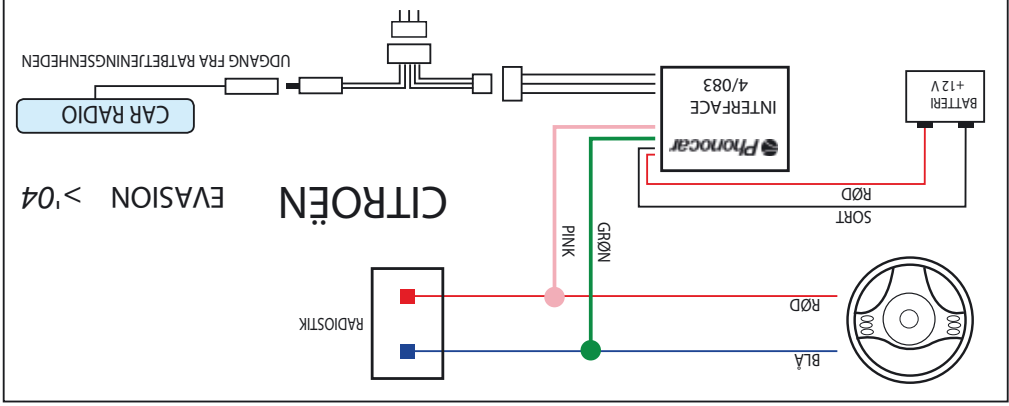 BLÅ
RØD
RADIOSTIK
GRØN
PINK
SORT
RØD
CITROËN
EVASION >'04
Phonocar
INTERFACE
4/083
BATTERI
+12 V
CAR RADIO
UDGANG FRA RATBETJENINGSENHEDEN